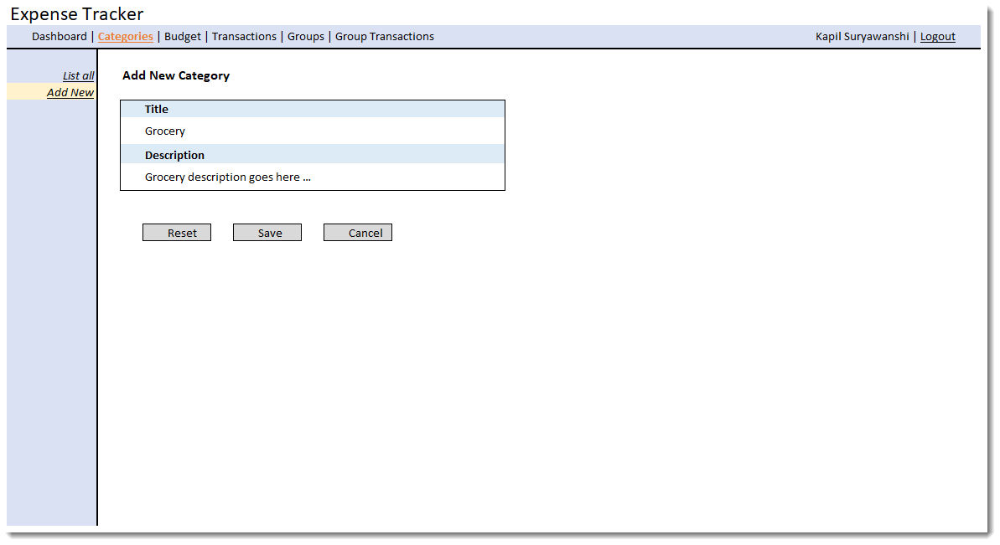 Expense Tracker
Dashboard | Categories | Budget | Transactions | Groups | Group Transactions Kapil Suryawanshi | Logout
List all
Add New
Add New Category
Title
Grocery
Description
Grocery description goes here ...
Reset Save Cancel